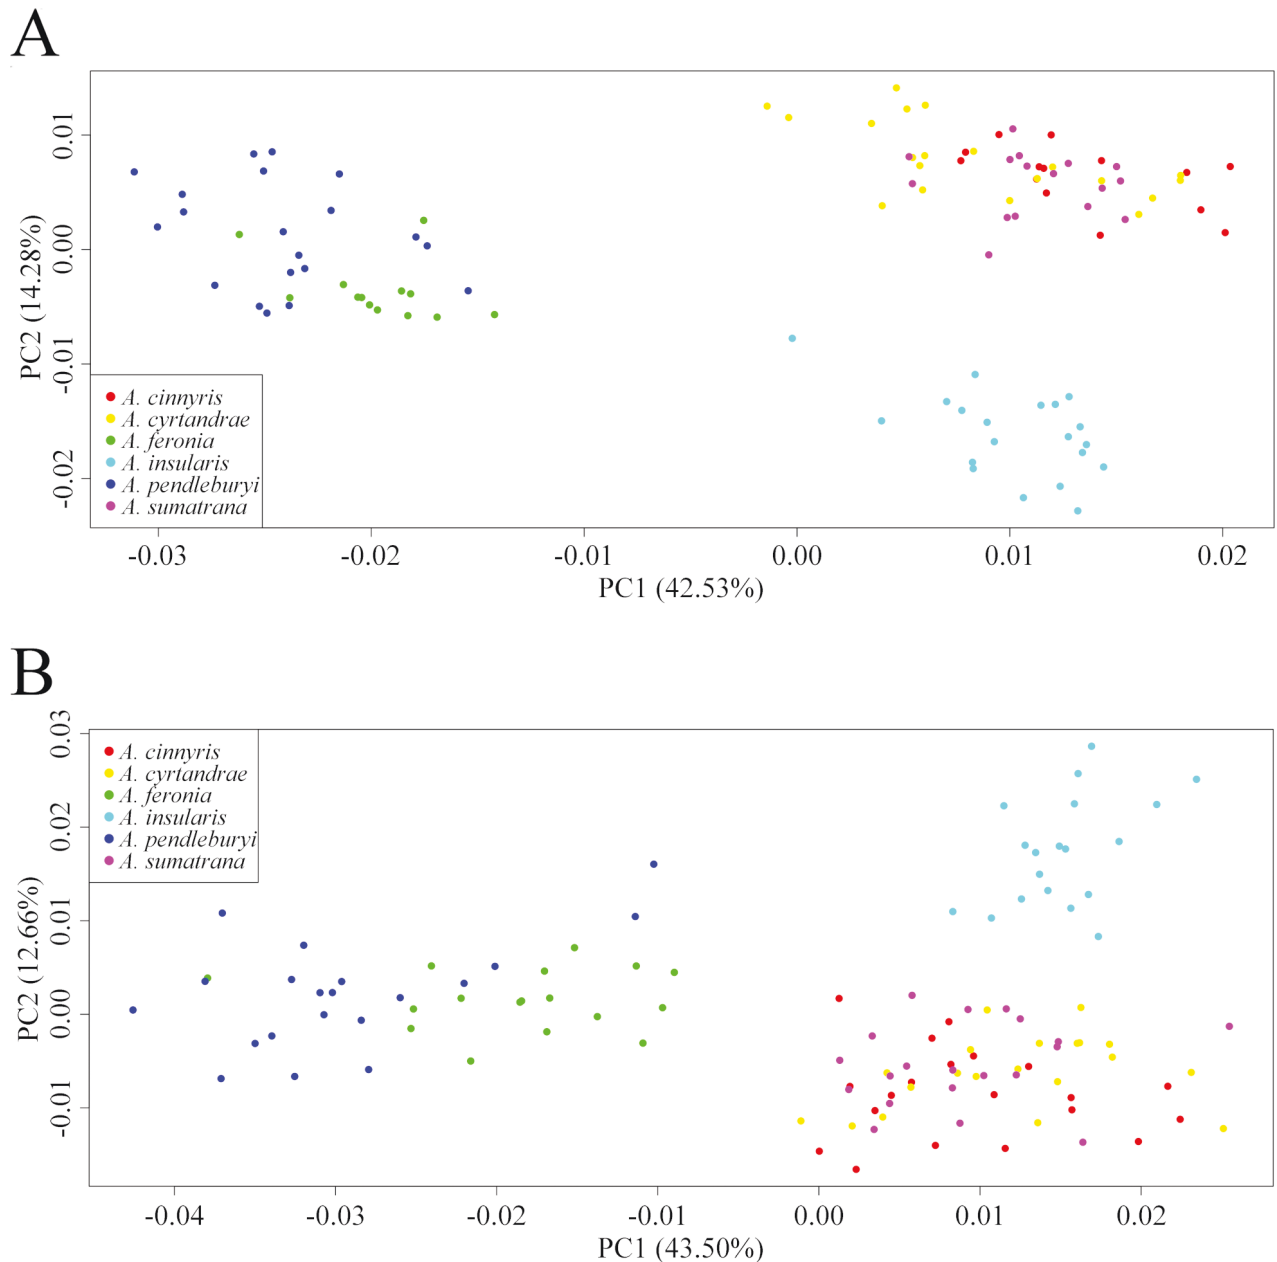 A
0.01
0.00
-0.01
-0.02
PC2 (14.28%)
A. cinnyris
A. cyrtandrae
A. feronia
A. insularis
A. pendleburyi
A. sumatrana
-0.03 -0.02 -0.01 0.00 0.01 0.02
PC1 (42.53%)
B
0.03
0.02
0.01
0.00
-0.01
PC2 (12.66%)
A. cinnyris
A. cyrtandrae
A. feronia
A. insularis
A. pendleburyi
A. sumatrana
-0.04 -0.03 -0.02 -0.01 0.00 0.01 0.02
PC1 (43.50%)